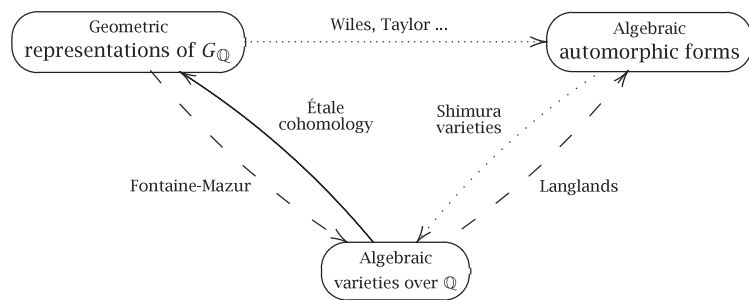 Geometric
representations of G_ℚ
Wiles, Taylor ...
Algebraic
automorphic forms
Étale
cohomology
Shimura
varieties
Fontaine-Mazur
Langlands
Algebraic
varieties over ℚ